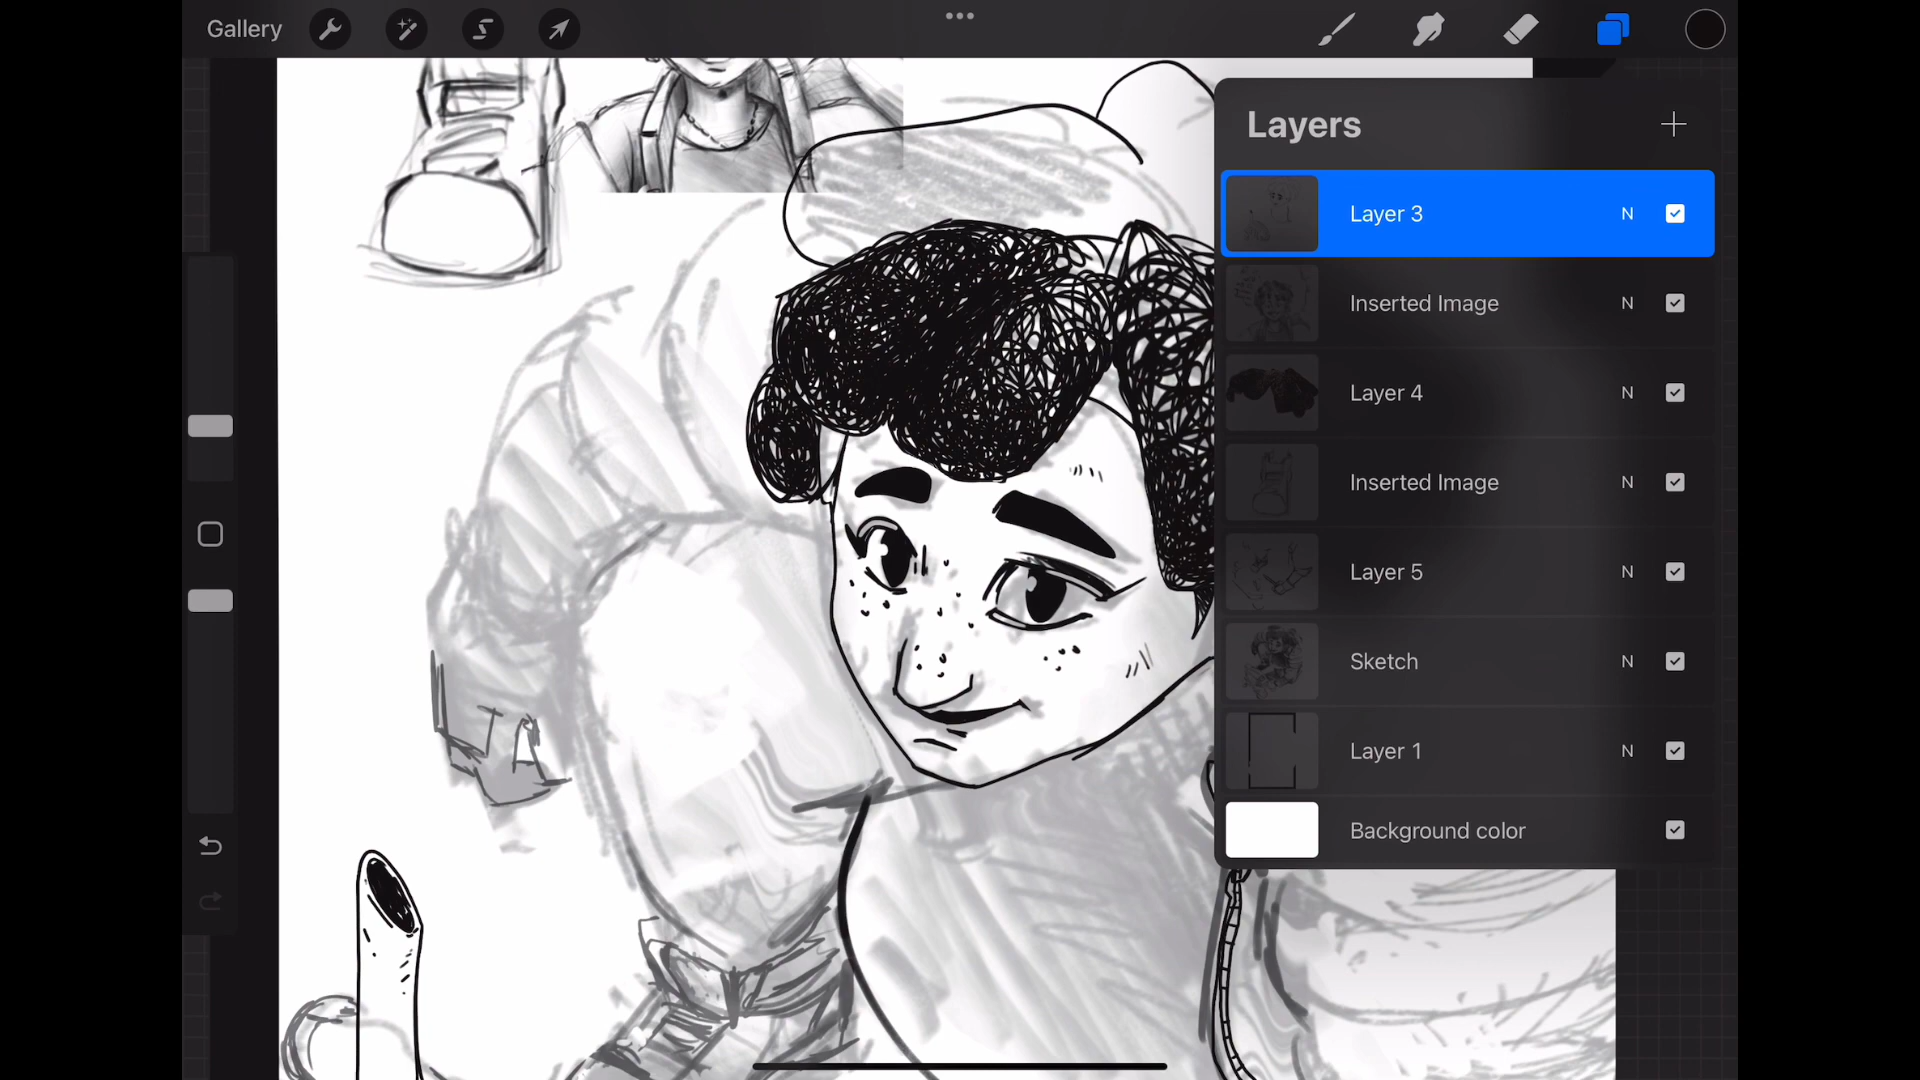 Gallery
Layers
Layer 3 N
Inserted Image N
Layer 4 N
Inserted Image N
Layer 5 N
Sketch N
Layer 1 N
Background color